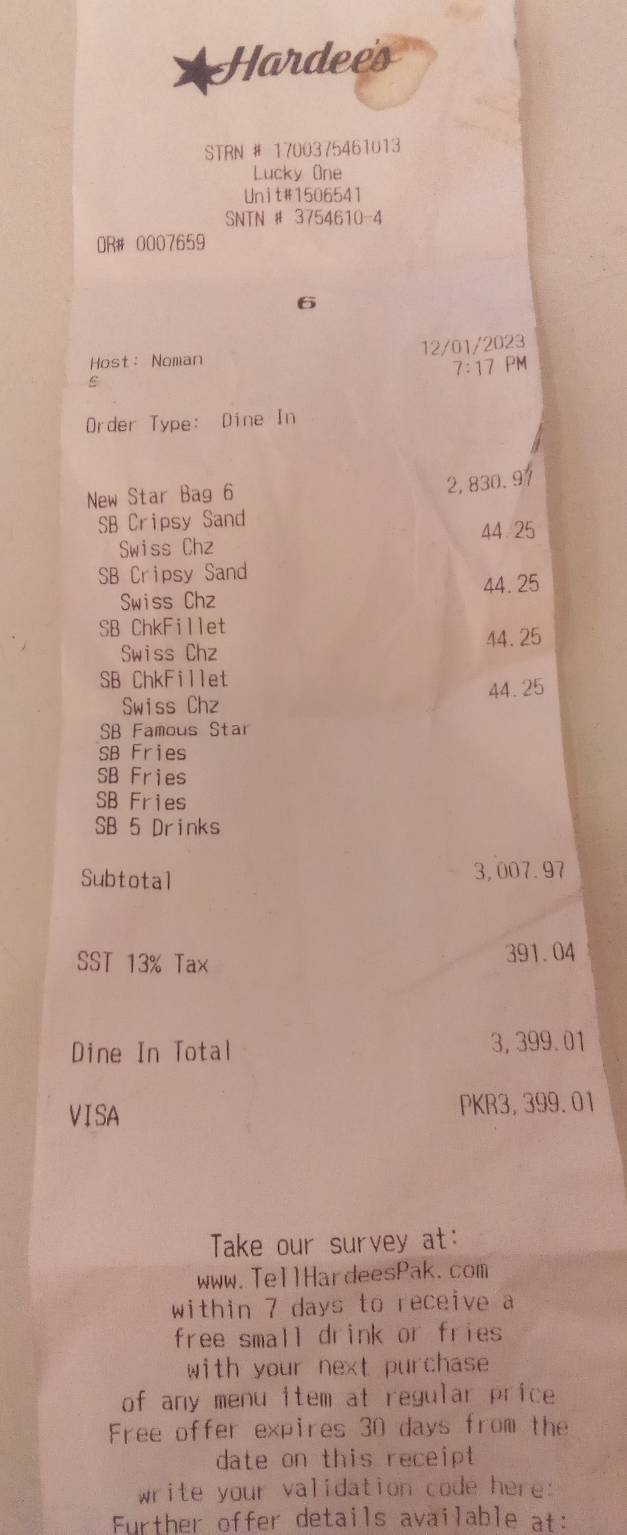 Hardee's
STRN # 1700375461013
Lucky One
Unit#1506541
SNTN # 3754610-4
OR# 0007659
6
12/01/2023
Host: Noman
7:17 PM
Order Type: Dine In
New Star Bag 6 2,830.97
SB Cripsy Sand
Swiss Chz 44.25
SB Cripsy Sand
Swiss Chz 44.25
SB ChkFillet
Swiss Chz 44.25
SB ChkFillet
Swiss Chz 44.25
SB Famous Star
SB Fries
SB Fries
SB Fries
SB 5 Drinks
Subtotal 3,007.97
SST 13% Tax 391.04
Dine In Total 3,399.01
VISA PKR3,399.01
Take our survey at:
www.TellHardeesPak.com
within 7 days to receive a
free small drink or fries
with your next purchase
of any menu item at regular price
Free offer expires 30 days from the
date on this receipt
write your validation code here:
Further offer details available at: